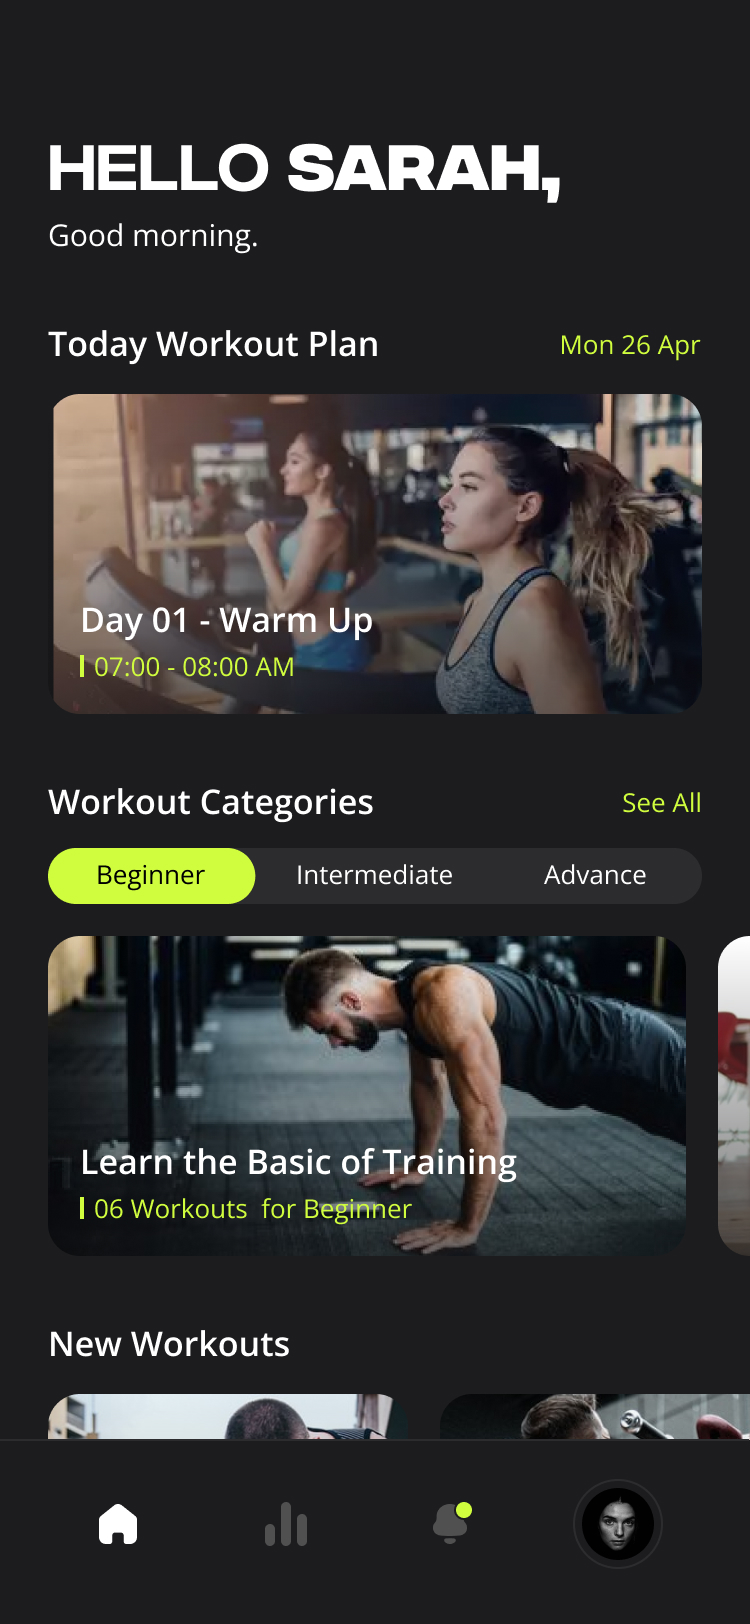 HELLO SARAH,
Good morning.
Today Workout Plan
Mon 26 Apr
Day 01 - Warm Up
07:00 - 08:00 AM
Workout Categories
See All
Beginner
Intermediate
Advance
Learn the Basic of Training
06 Workouts  for Beginner
New Workouts